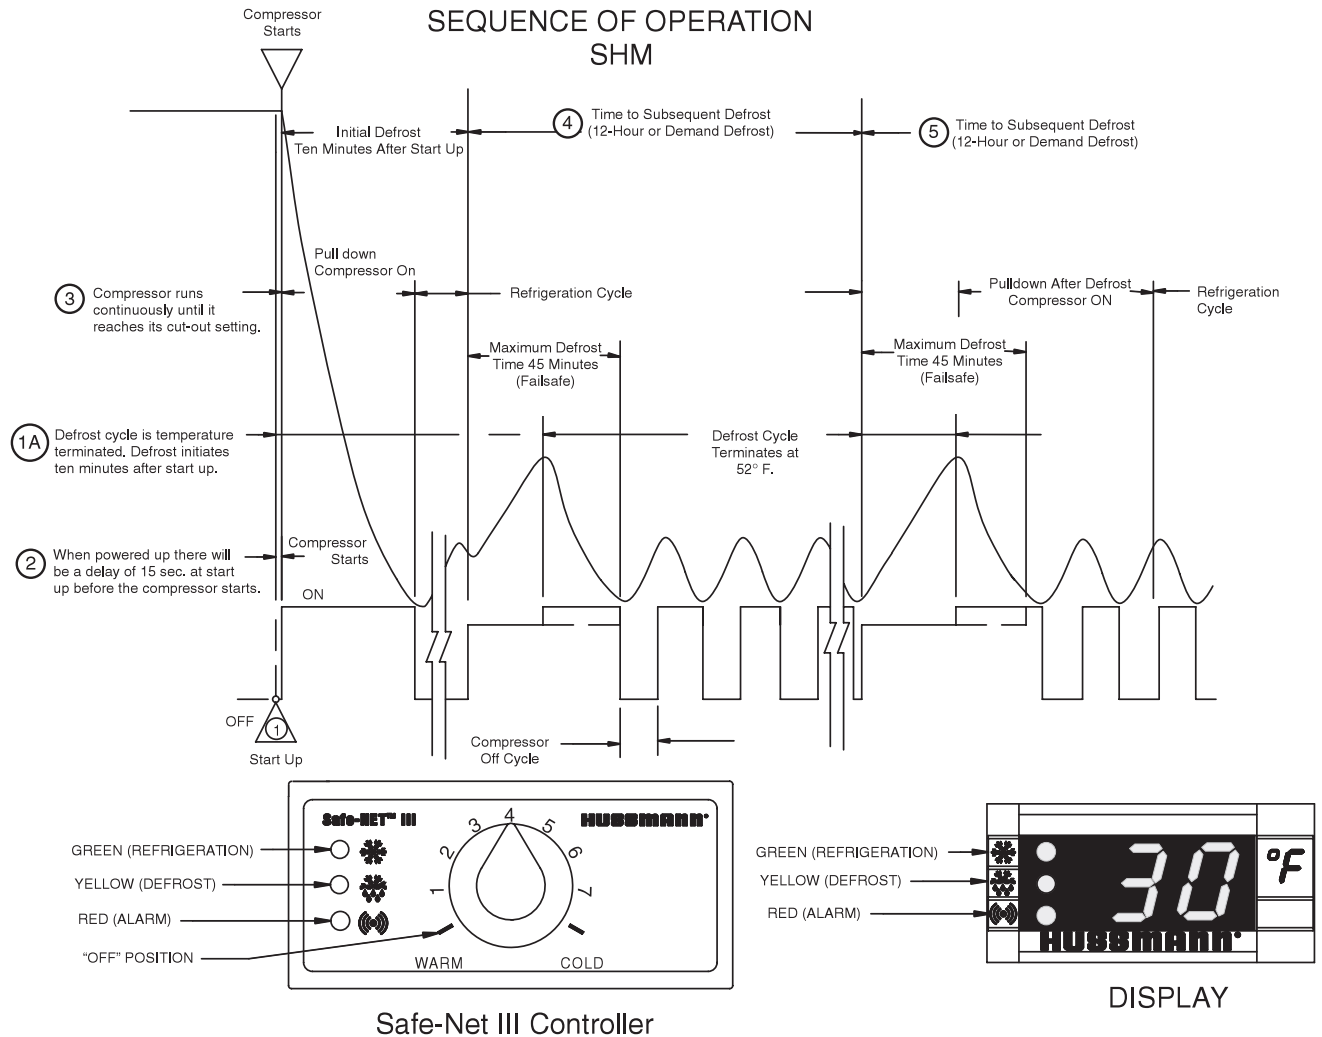 Compressor
Starts
SEQUENCE OF OPERATION
SHM
Initial Defrost
Ten Minutes After Start Up
4
Time to Subsequent Defrost
(12-Hour or Demand Defrost)
5
Time to Subsequent Defrost
(12-Hour or Demand Defrost)
Pull down
Compressor On
3
Compressor runs
continuously until it
reaches its cut-out setting.
Refrigeration Cycle
Pulldown After Defrost
Compressor ON
Refrigeration
Cycle
Maximum Defrost
Time 45 Minutes
(Failsafe)
Maximum Defrost
Time 45 Minutes
(Failsafe)
1A
Defrost cycle is temperature
terminated. Defrost initiates
ten minutes after start up.
Defrost Cycle
Terminates at
52° F.
2
When powered up there will
be a delay of 15 sec. at start
up before the compressor starts.
Compressor
Starts
ON
OFF
1
Start Up
Compressor
Off Cycle
Safe-NET™ III
HUSSMANN®
GREEN (REFRIGERATION)
YELLOW (DEFROST)
RED (ALARM)
"OFF" POSITION
1
2
3
4
5
6
7
WARM
COLD
Safe-Net III Controller
GREEN (REFRIGERATION)
YELLOW (DEFROST)
RED (ALARM)
30
°F
HUSSMANN®
DISPLAY